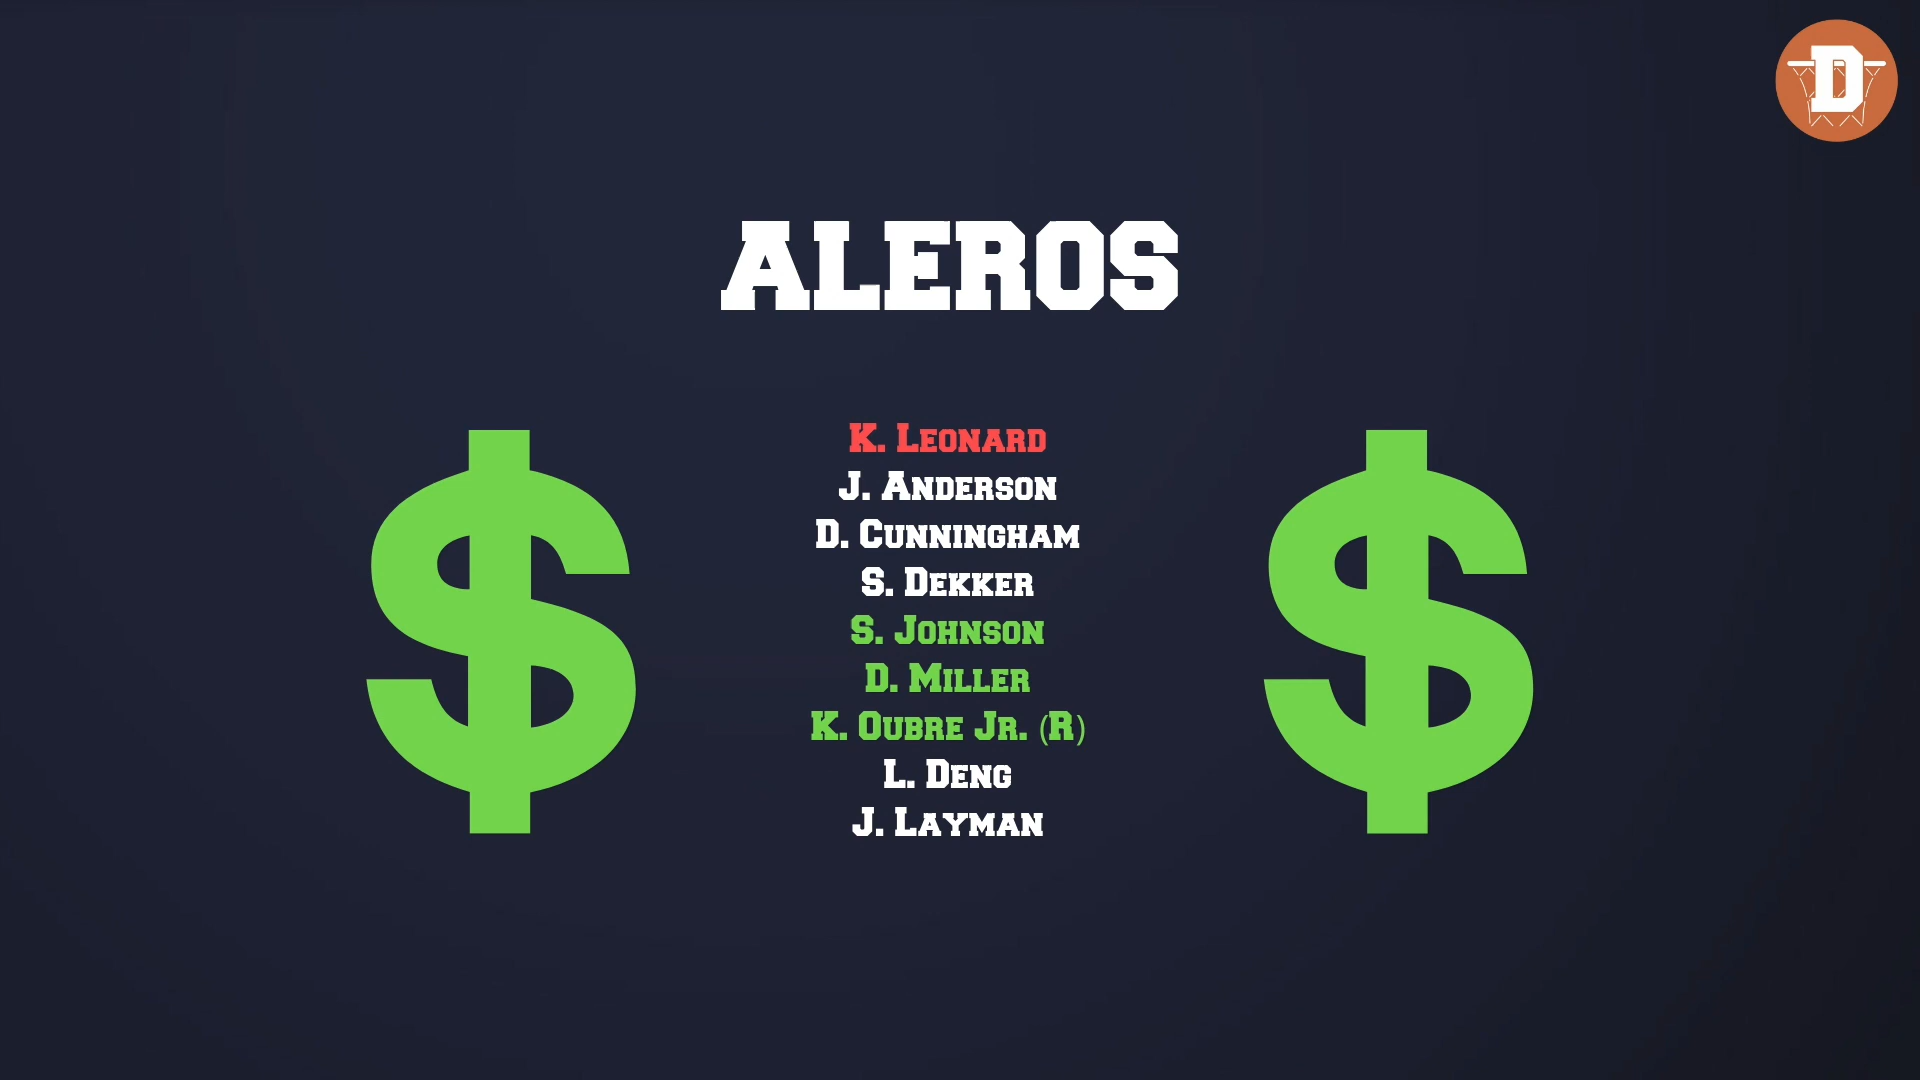 D
ALEROS
K. Leonard
J. Anderson
D. Cunningham
S. Dekker
S. Johnson
D. Miller
K. Oubre Jr. (R)
L. Deng
J. Layman
$ $